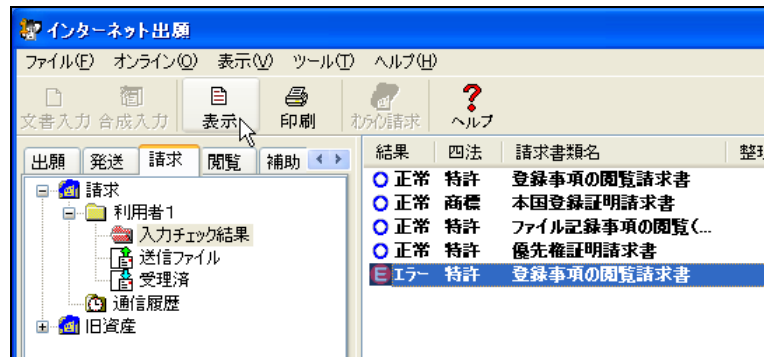 インターネット出願
ファイル(F) オンライン(O) 表示(V) ツール(T) ヘルプ(H)
文書入力 合成入力 表示 印刷 ｵﾝﾗｲﾝ請求 ヘルプ
出願 発送 請求 閲覧 補助
請求
利用者1
入力チェック結果
送信ファイル
受理済
通信履歴
旧資産
結果 四法 請求書類名 整理
正常 特許 登録事項の閲覧請求書
正常 商標 本国登録証明請求書
正常 特許 ファイル記録事項の閲覧(...
正常 特許 優先権証明請求書
E エラー 特許 登録事項の閲覧請求書